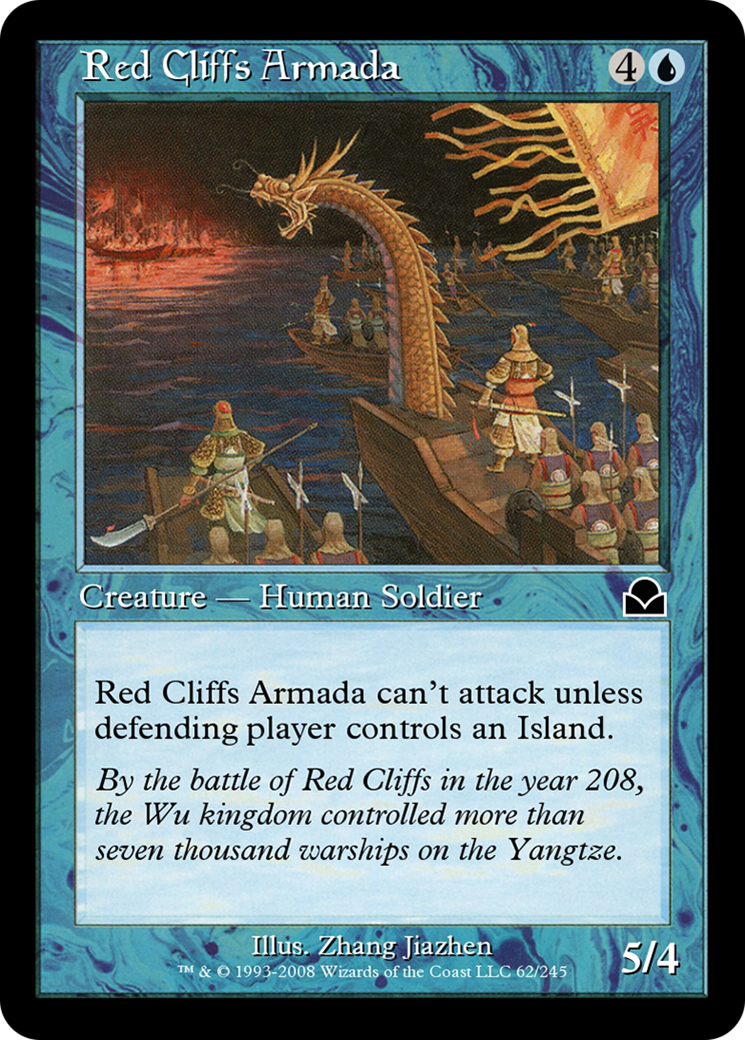 Red Cliffs Armada
4
Creature — Human Soldier
Red Cliffs Armada can't attack unless
defending player controls an Island.
By the battle of Red Cliffs in the year 208,
the Wu kingdom controlled more than
seven thousand warships on the Yangtze.
Illus. Zhang Jiazhen
™ & © 1993-2008 Wizards of the Coast LLC 62/245
5/4